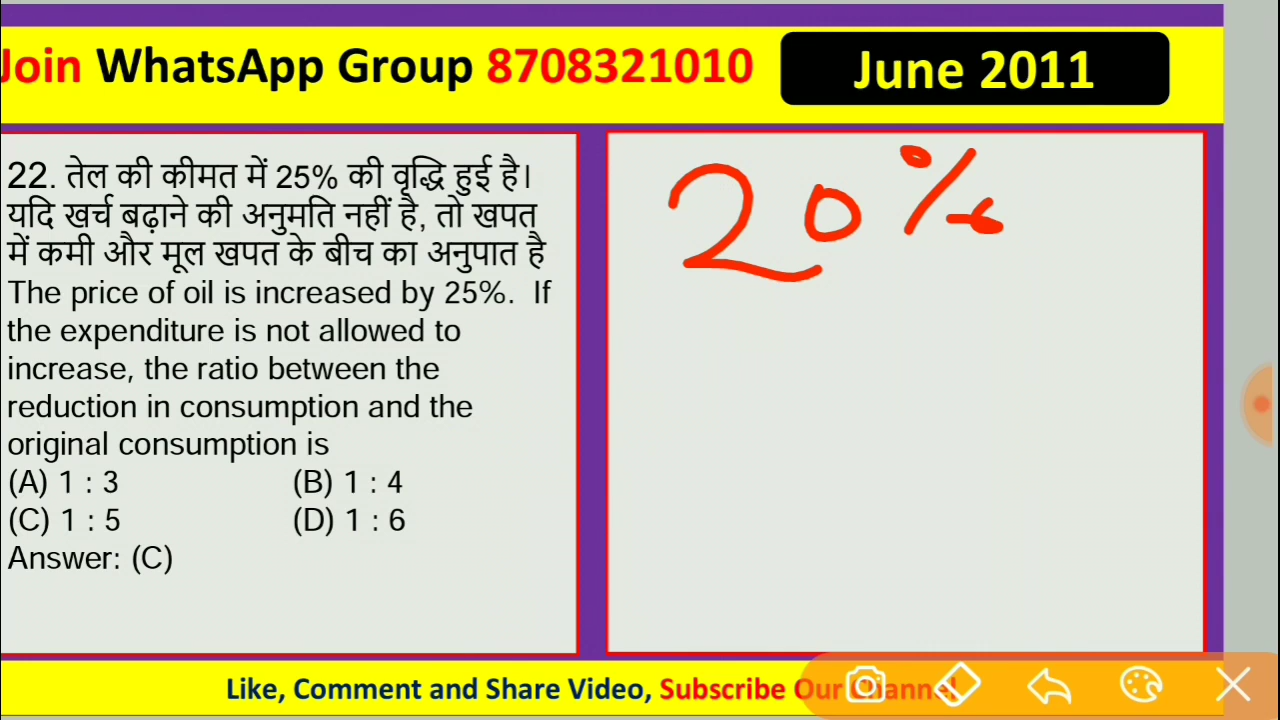 Join WhatsApp Group 8708321010
June 2011
22. तेल की कीमत में 25% की वृद्धि हुई है।
यदि खर्च बढ़ाने की अनुमति नहीं है, तो खपत
में कमी और मूल खपत के बीच का अनुपात है
The price of oil is increased by 25%. If
the expenditure is not allowed to
increase, the ratio between the
reduction in consumption and the
original consumption is
(A) 1 : 3 (B) 1 : 4
(C) 1 : 5 (D) 1 : 6
Answer: (C)
20%
Like, Comment and Share Video, Subscribe Our Channel